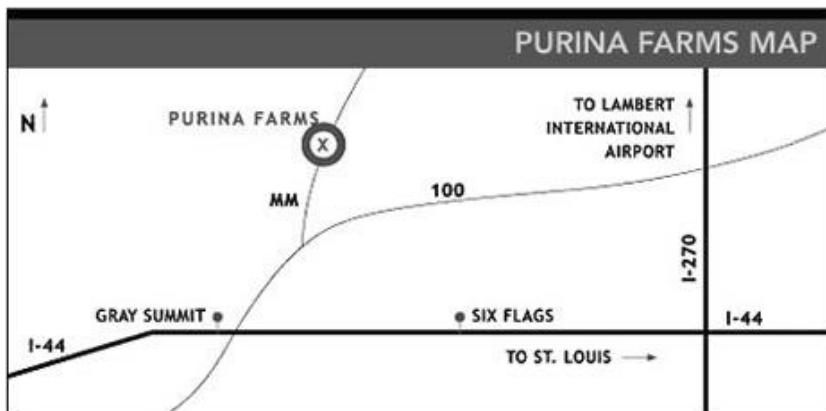 PURINA FARMS MAP
N
PURINA FARMS
X
TO LAMBERT
INTERNATIONAL
AIRPORT
MM
100
I-270
GRAY SUMMIT
SIX FLAGS
I-44
I-44
TO ST. LOUIS